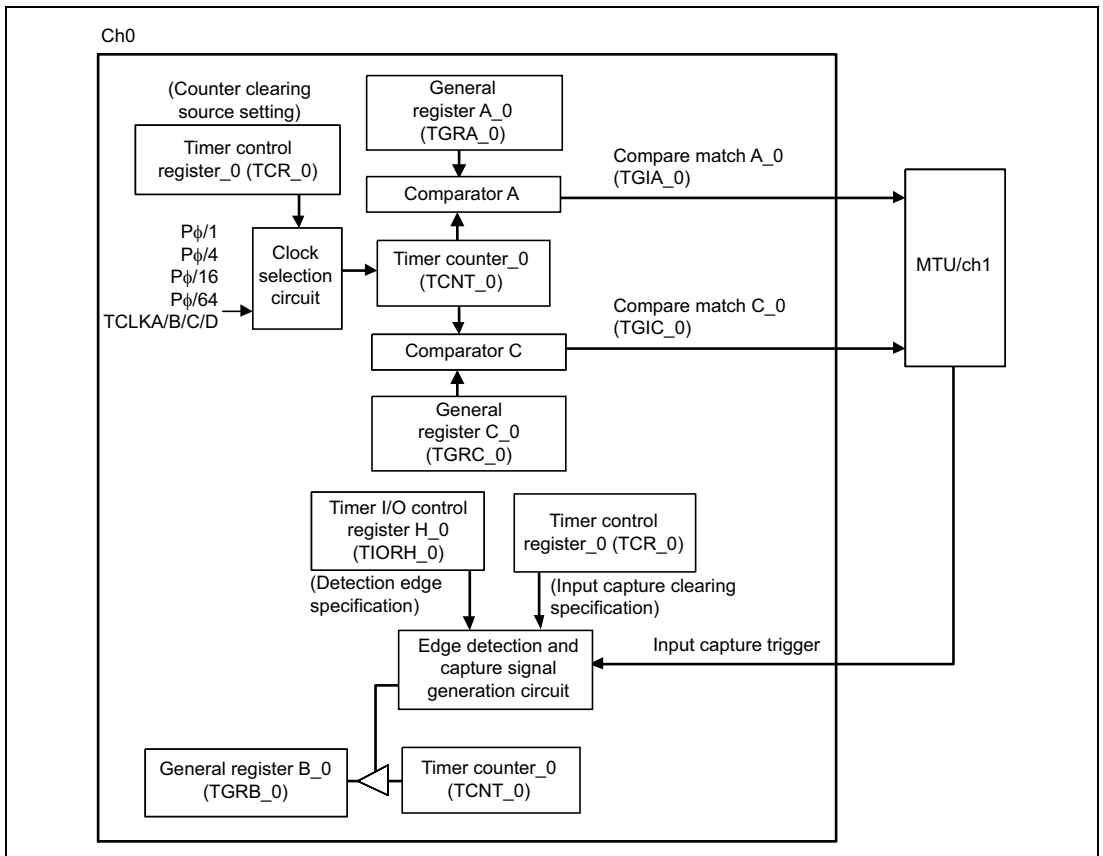 Ch0
(Counter clearing
source setting)
Timer control
register_0 (TCR_0)
General
register A_0
(TGRA_0)
Comparator A
Compare match A_0
(TGIA_0)
Pϕ/1
Pϕ/4
Pϕ/16
Pϕ/64
TCLKA/B/C/D
Clock
selection
circuit
Timer counter_0
(TCNT_0)
MTU/ch1
Compare match C_0
(TGIC_0)
Comparator C
General
register C_0
(TGRC_0)
Timer I/O control
register H_0
(TIORH_0)
Timer control
register_0 (TCR_0)
(Detection edge
specification)
(Input capture clearing
specification)
Edge detection and
capture signal
generation circuit
Input capture trigger
General register B_0
(TGRB_0)
Timer counter_0
(TCNT_0)